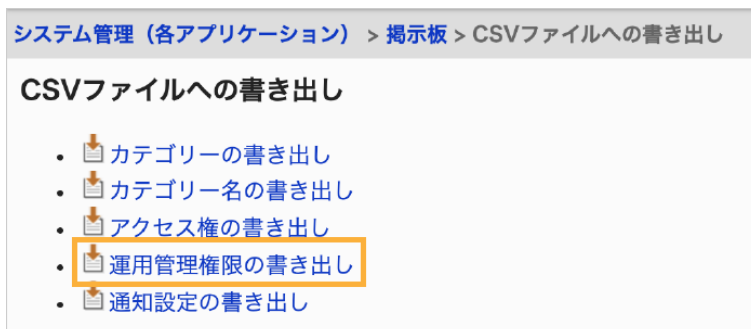 システム管理（各アプリケーション） > 掲示板 > CSVファイルへの書き出し
CSVファイルへの書き出し
• カテゴリーの書き出し
• カテゴリー名の書き出し
• アクセス権の書き出し
• 運用管理権限の書き出し
• 通知設定の書き出し